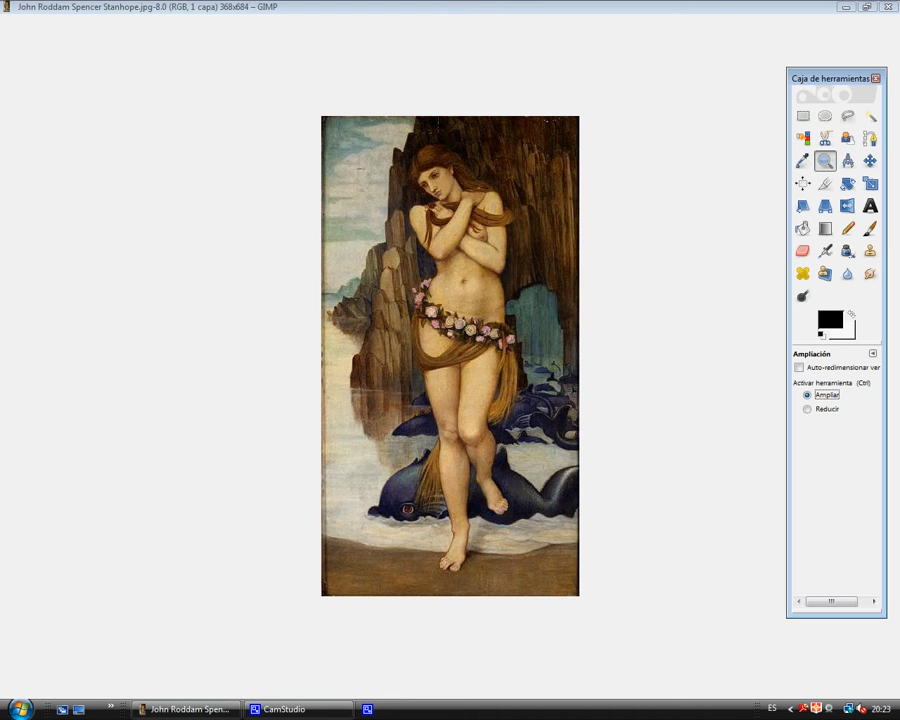 John Roddam Spencer Stanhope.jpg-8.0 (RGB, 1 capa) 368x684 – GIMP
Caja de herramientas
Ampliación
Auto-redimensionar ver
Activar herramienta (Ctrl)
Ampliar
Reducir
» John Roddam Spen... CamStudio ES < 20:23